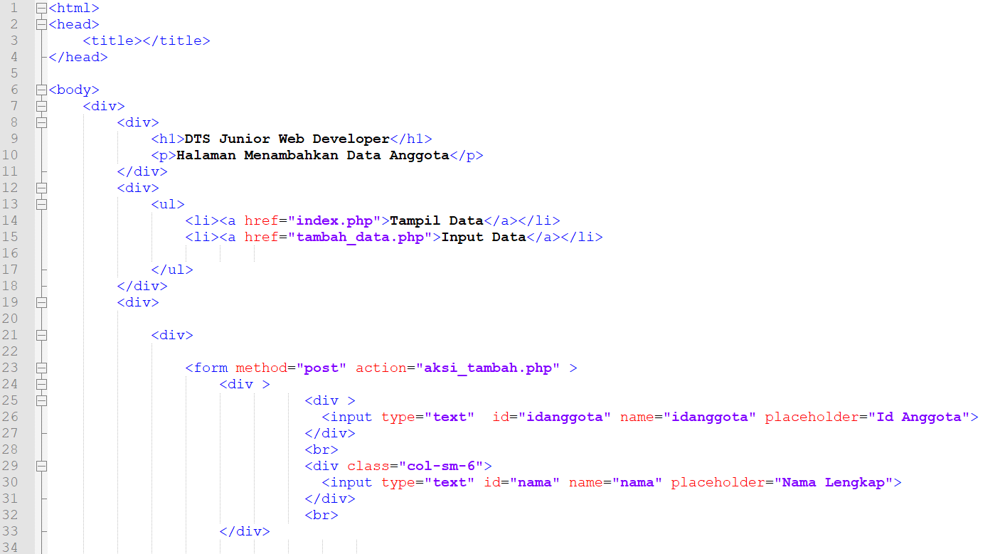 1 <html>
2 <head>
3 <title></title>
4 </head>
5
6 <body>
7 <div>
8 <div>
9 <h1>DTS Junior Web Developer</h1>
10 <p>Halaman Menambahkan Data Anggota</p>
11 </div>
12 <div>
13 <ul>
14 <li><a href="index.php">Tampil Data</a></li>
15 <li><a href="tambah_data.php">Input Data</a></li>
16
17 </ul>
18 </div>
19 <div>
20
21 <div>
22
23 <form method="post" action="aksi_tambah.php" >
24 <div >
25 <div >
26 <input type="text"  id="idanggota" name="idanggota" placeholder="Id Anggota">
27 </div>
28 <br>
29 <div class="col-sm-6">
30 <input type="text" id="nama" name="nama" placeholder="Nama Lengkap">
31 </div>
32 <br>
33 </div>
34